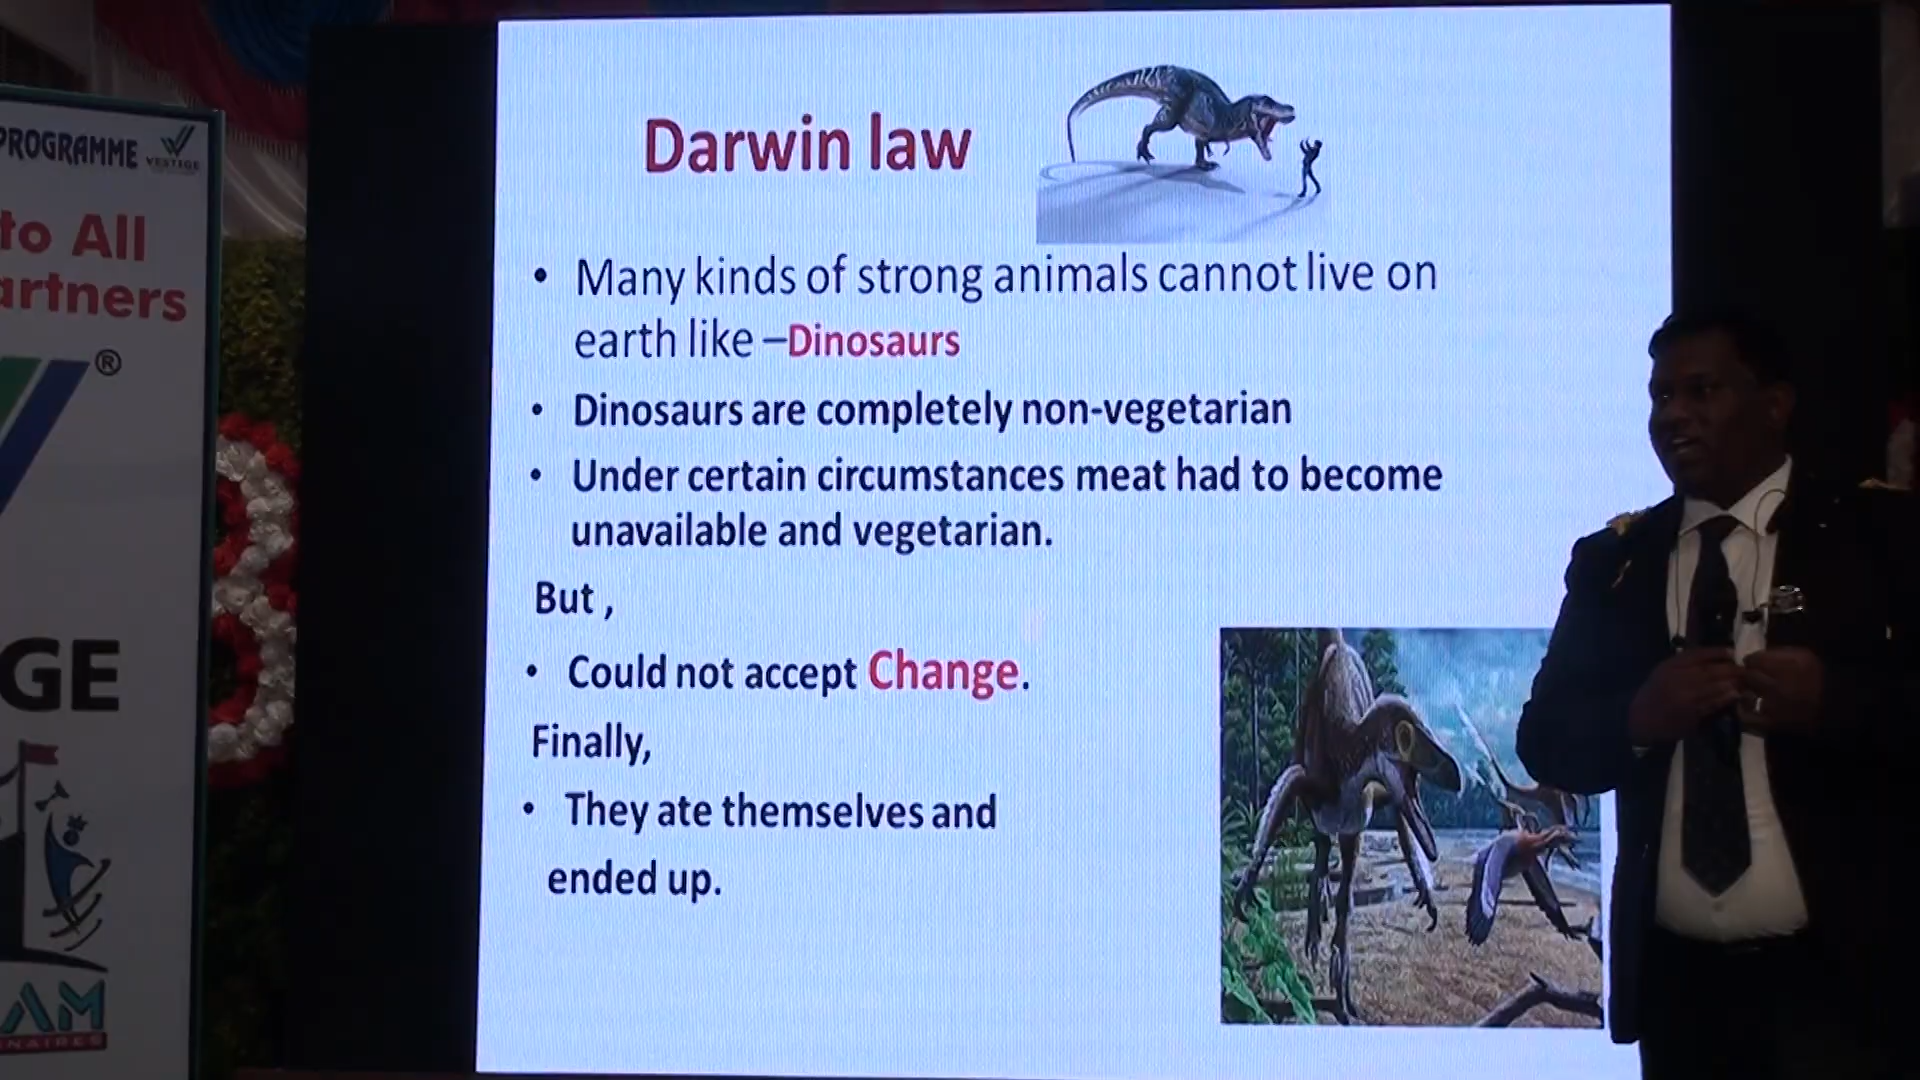 PROGRAMME
VESTIGE
to All
artners
®
GE
AM
NAIRES
Darwin law
• Many kinds of strong animals cannot live on
earth like –Dinosaurs
• Dinosaurs are completely non-vegetarian
• Under certain circumstances meat had to become
unavailable and vegetarian.
But ,
• Could not accept Change.
Finally,
• They ate themselves and
ended up.